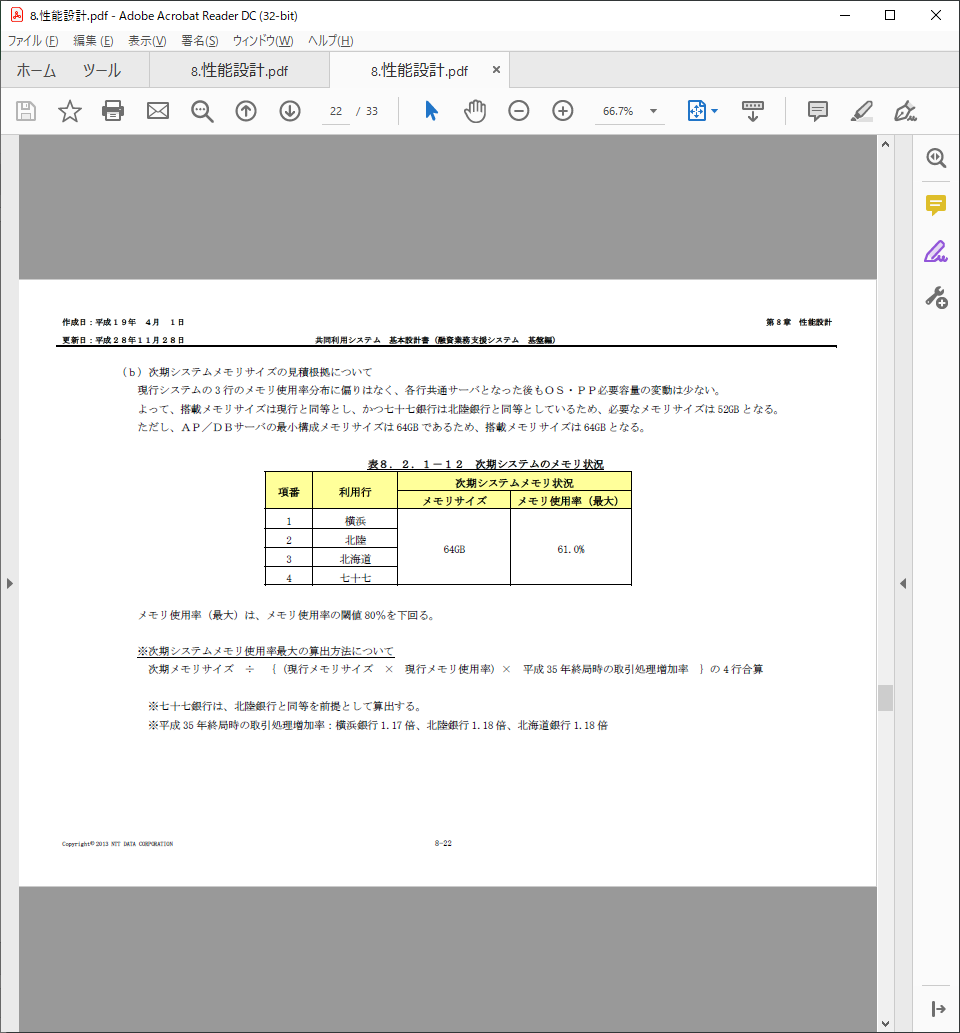 8.性能設計.pdf - Adobe Acrobat Reader DC (32-bit)
ファイル(F) 編集(E) 表示(V) 署名(S) ウィンドウ(W) ヘルプ(H)
ホーム ツール 8.性能設計.pdf 8.性能設計.pdf ×
22 / 33 66.7%
作成日：平成19年 4月 1日 第8章 性能設計
更新日：平成28年11月28日 共同利用システム 基本設計書（融資業務支援システム 基盤編）
（b）次期システムメモリサイズの見積根拠について
現行システムの3行のメモリ使用率分布に偏りはなく、各行共通サーバとなった後もＯＳ・ＰＰ必要容量の変動は少ない。
よって、搭載メモリサイズは現行と同等とし、かつ七十七銀行は北陸銀行と同等としているため、必要なメモリサイズは52GBとなる。
ただし、ＡＰ／ＤＢサーバの最小構成メモリサイズは64GBであるため、搭載メモリサイズは64GBとなる。
表８．２．１－１２ 次期システムのメモリ状況
項番 利用行 次期システムメモリ状況
メモリサイズ メモリ使用率（最大）
1 横浜
2 北陸
64GB 61.0%
3 北海道
4 七十七
メモリ使用率（最大）は、メモリ使用率の閾値80%を下回る。
※次期システムメモリ使用率最大の算出方法について
次期メモリサイズ ÷ ｛（現行メモリサイズ × 現行メモリ使用率）× 平成35年終局時の取引処理増加率 ｝の4行合算
※七十七銀行は、北陸銀行と同等を前提として算出する。
※平成35年終局時の取引処理増加率：横浜銀行1.17倍、北陸銀行1.18倍、北海道銀行1.18倍
Copyright© 2013 NTT DATA CORPORATION 8-22